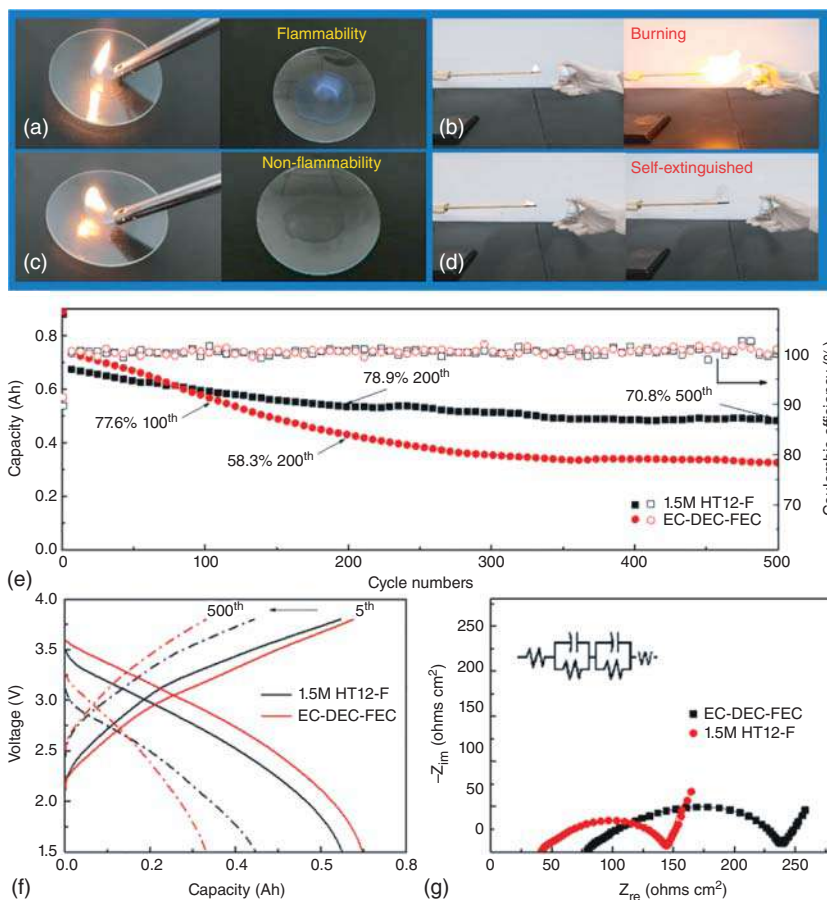 Flammability
(a)
Burning
(b)
Non-flammability
(c)
Self-extinguished
(d)
0.8
0.6
0.4
0.2
0.0
Capacity (Ah)
77.6% 100th
78.9% 200th
58.3% 200th
70.8% 500th
1.5M HT12-F
EC-DEC-FEC
100
90
80
70
0
100
200
300
400
500
Cycle numbers
(e)
4.0
3.5
3.0
2.5
2.0
1.5
Voltage (V)
500th
5th
1.5M HT12-F
EC-DEC-FEC
0.0
0.2
0.4
0.6
0.8
Capacity (Ah)
(f)
250
200
150
100
50
0
–Zim (ohms cm2)
W
EC-DEC-FEC
1.5M HT12-F
0
50
100
150
200
250
Zre (ohms cm2)
(g)